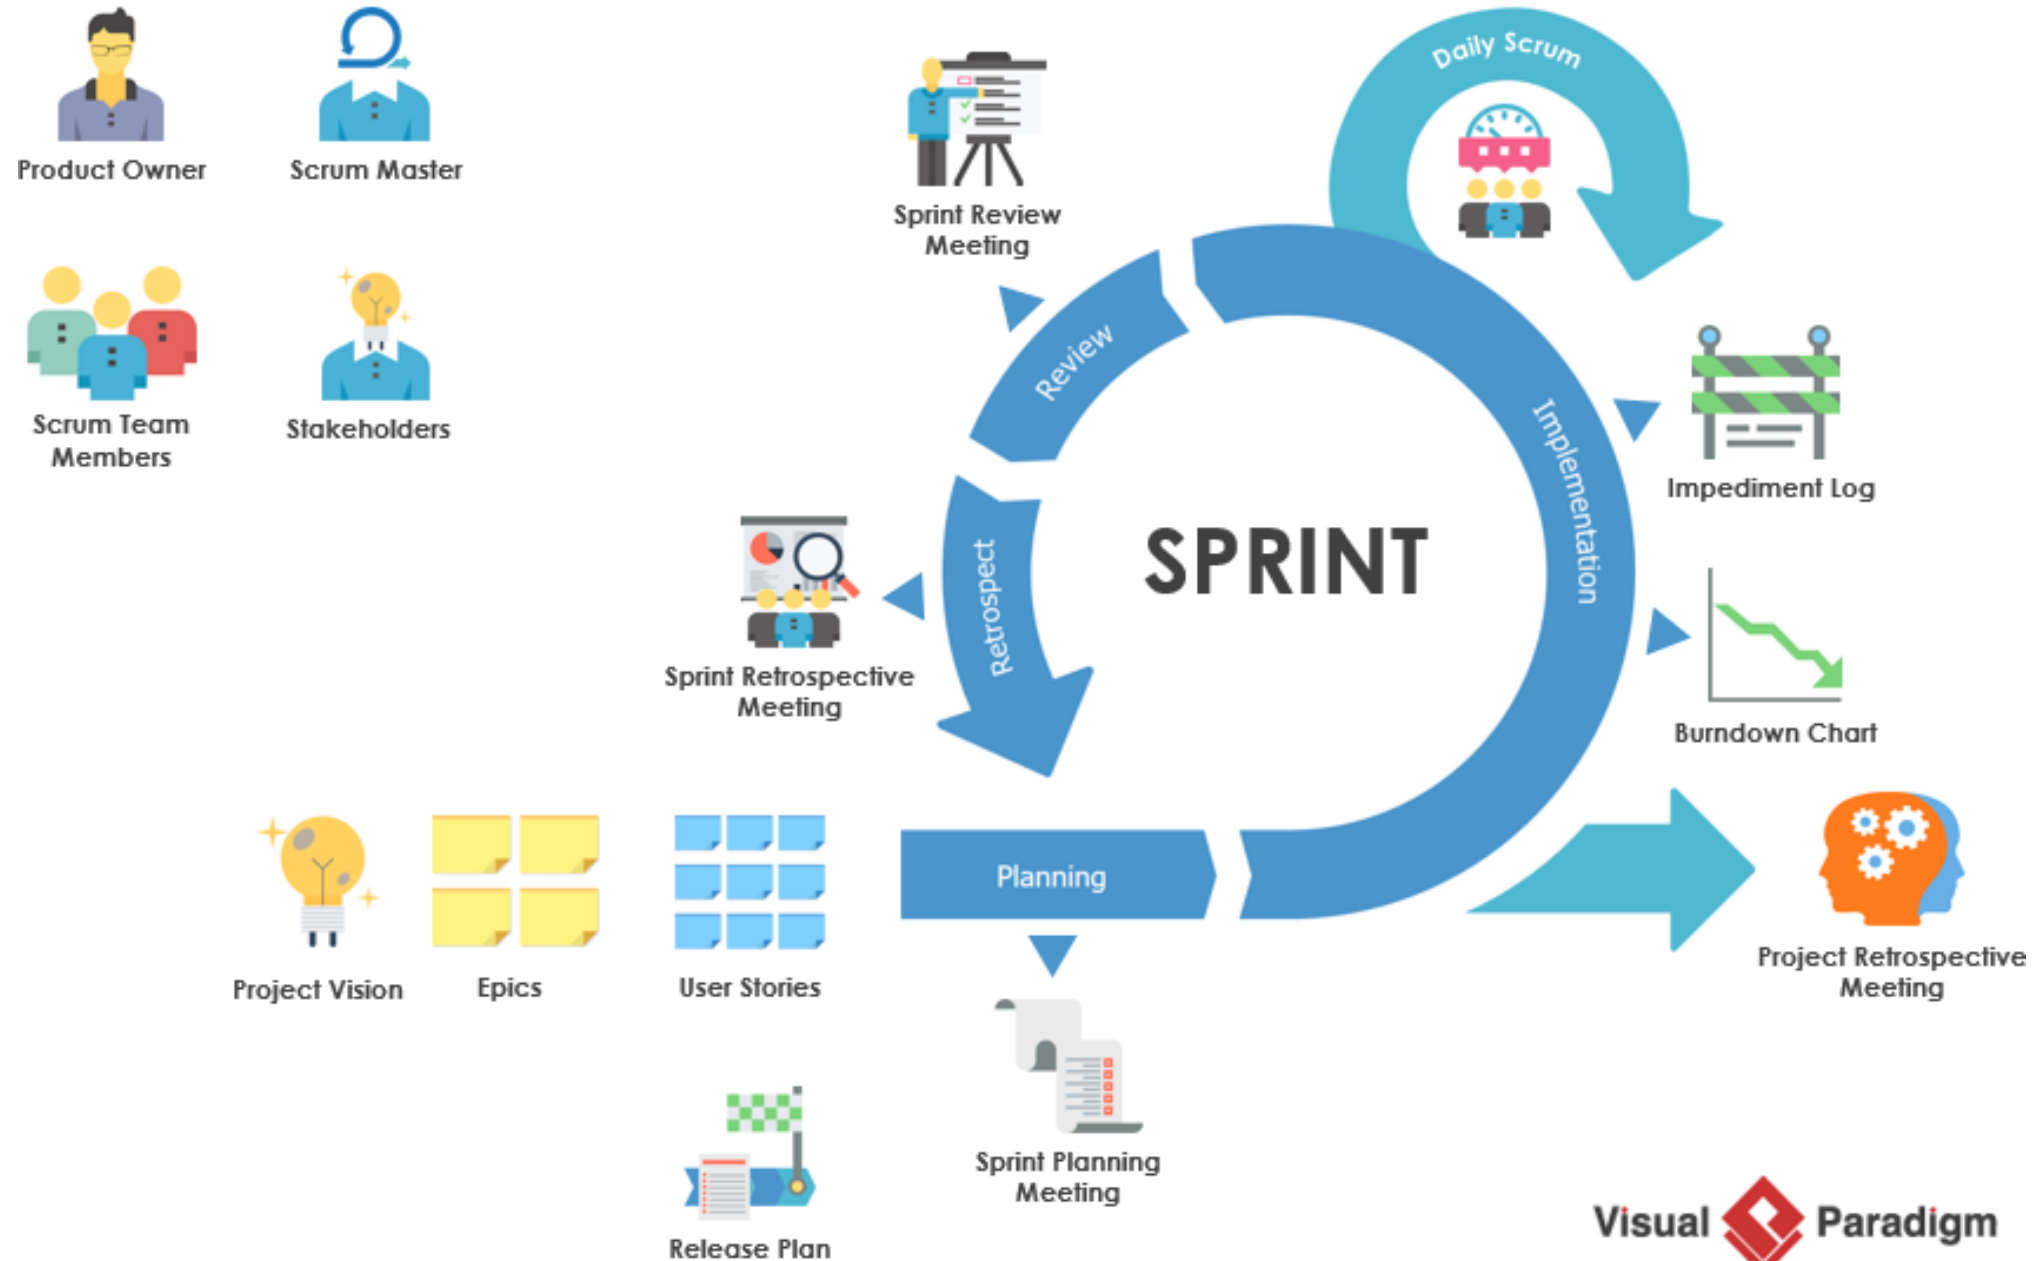 Product Owner
Scrum Master
Scrum Team
Members
Stakeholders
Sprint Review
Meeting
Daily Scrum
Review
Implementation
Impediment Log
SPRINT
Retrospect
Sprint Retrospective
Meeting
Burndown Chart
Project Vision
Epics
User Stories
Planning
Project Retrospective
Meeting
Sprint Planning
Meeting
Release Plan
Visual Paradigm